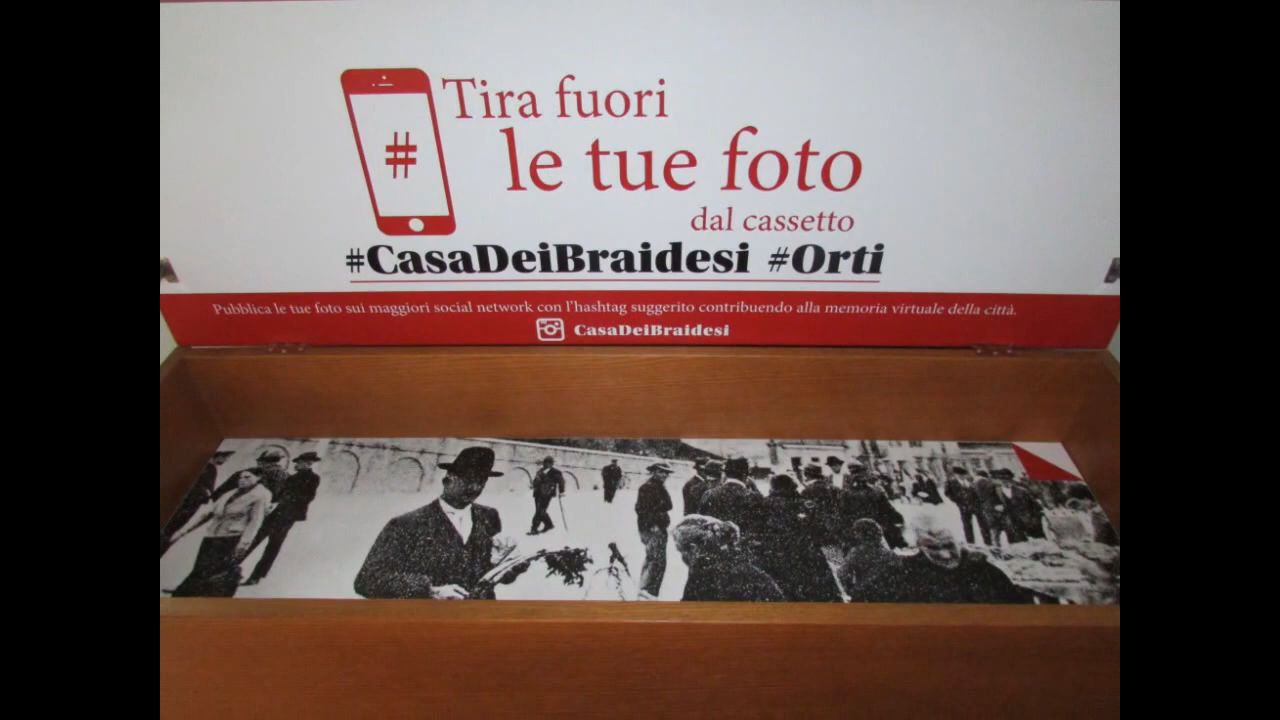 #
Tira fuori
le tue foto
dal cassetto
#CasaDeiBraidesi #Orti
Pubblica le tue foto sui maggiori social network con l'hashtag suggerito contribuendo alla memoria virtuale della città.
CasaDeiBraidesi